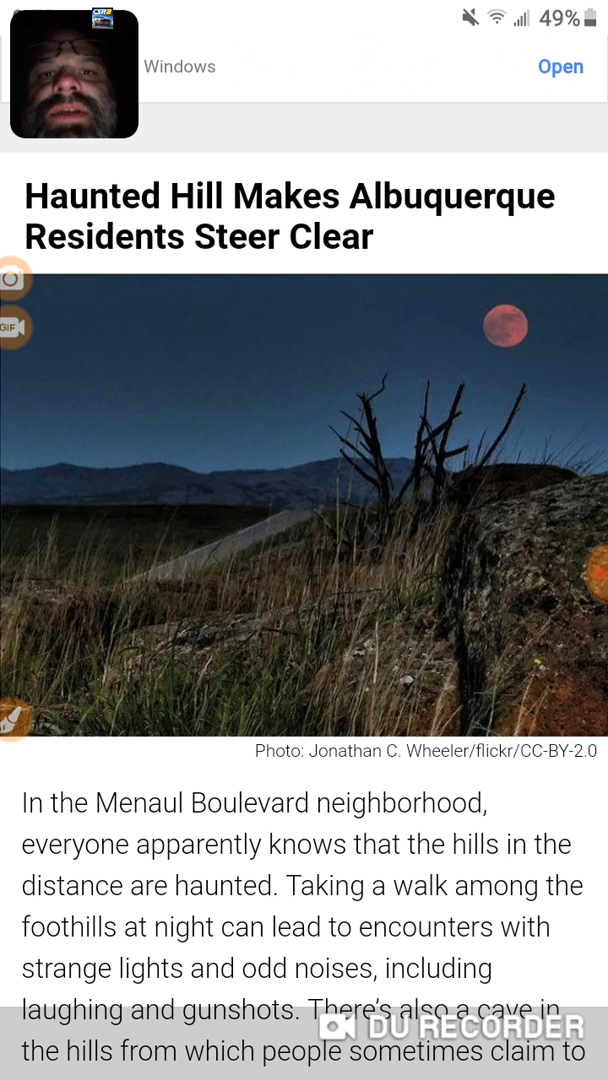 CSR2
49%
Windows
Open
Haunted Hill Makes Albuquerque
Residents Steer Clear
GIF
Photo: Jonathan C. Wheeler/flickr/CC-BY-2.0
In the Menaul Boulevard neighborhood,
everyone apparently knows that the hills in the
distance are haunted. Taking a walk among the
foothills at night can lead to encounters with
strange lights and odd noises, including
laughing and gunshots. There's also a cave in
DU RECORDER
the hills from which people sometimes claim to